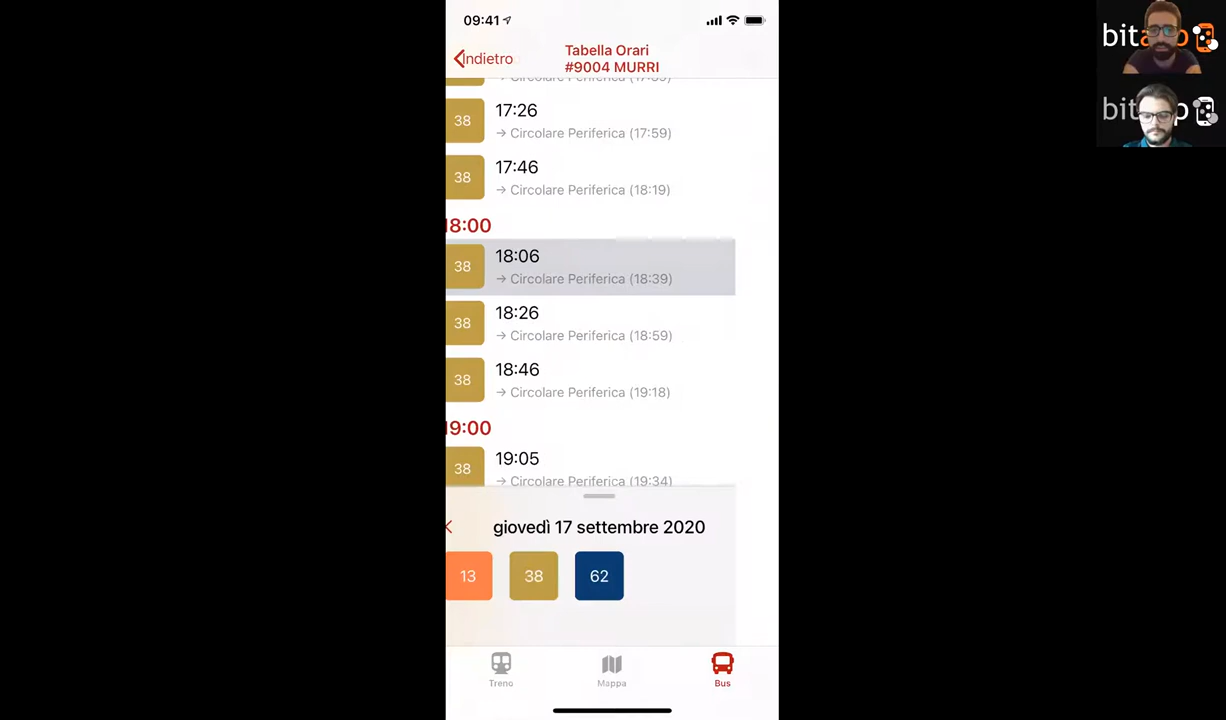 09:41
Indietro
Tabella Orari
#9004 MURRI
Circolare Periferica
38
17:26
→ Circolare Periferica (17:59)
38
17:46
→ Circolare Periferica (18:19)
18:00
38
18:06
→ Circolare Periferica (18:39)
38
18:26
→ Circolare Periferica (18:59)
38
18:46
→ Circolare Periferica (19:18)
19:00
38
19:05
→ Circolare Periferica (19:34)
giovedì 17 settembre 2020
13
38
62
Treno
Mappa
Bus